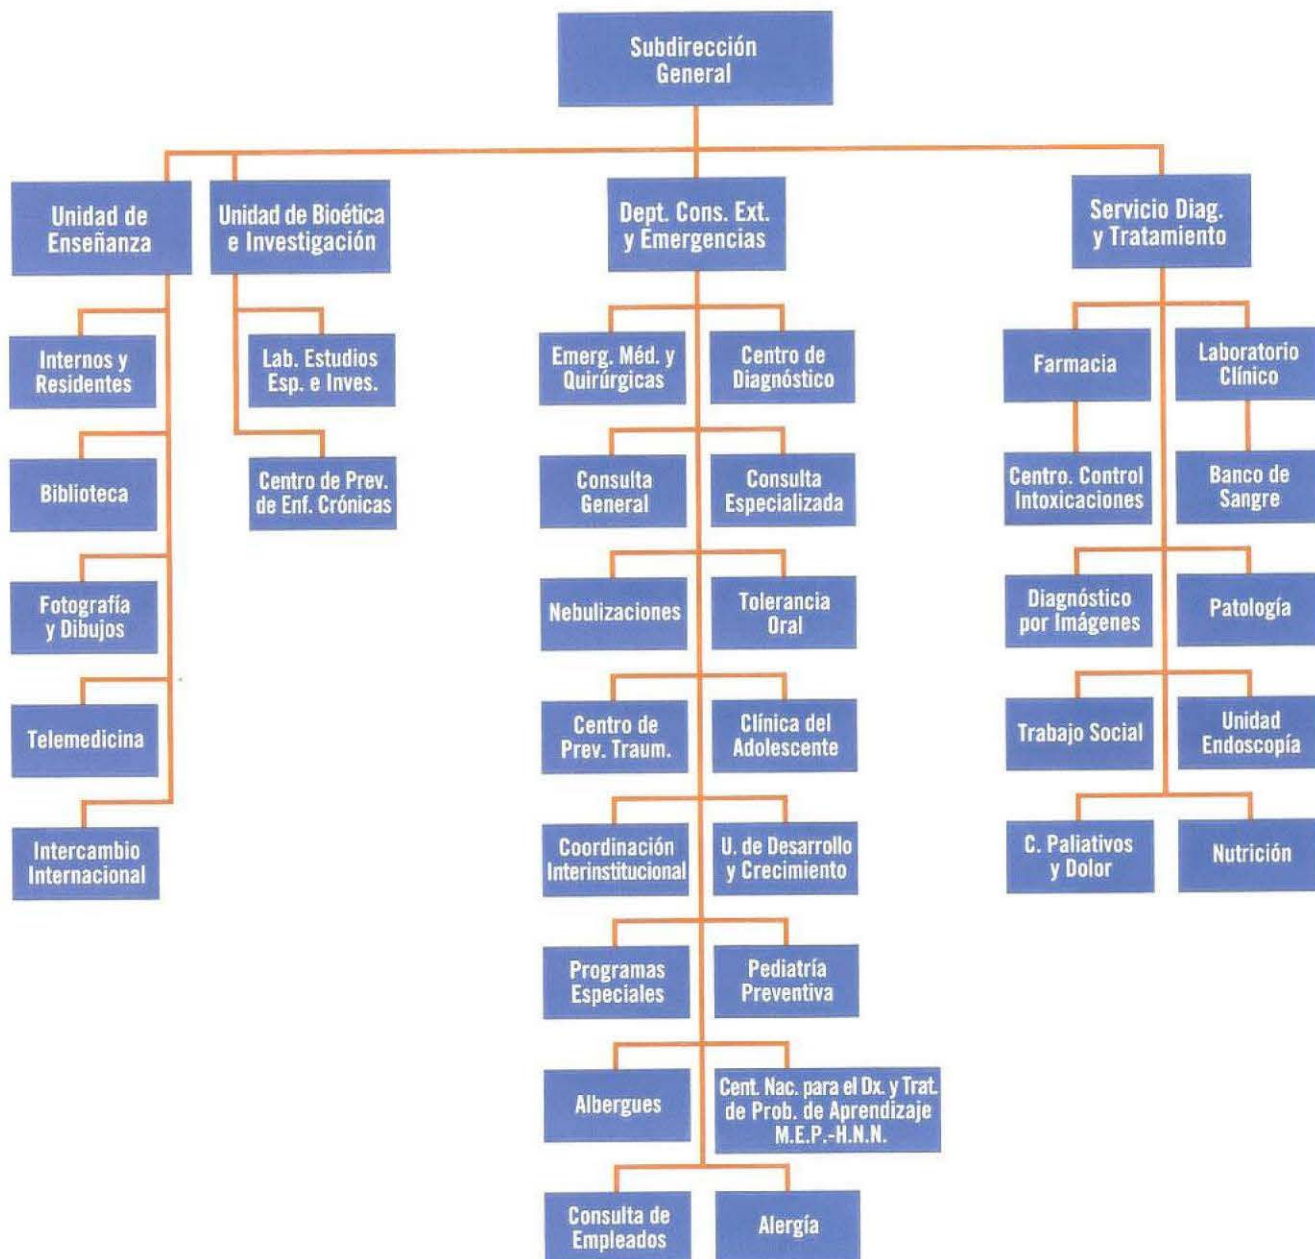 Subdirección
General
Unidad de
Enseñanza
Unidad de Bioética
e Investigación
Dept. Cons. Ext.
y Emergencias
Servicio Diag.
y Tratamiento
Internos y
Residentes
Biblioteca
Fotografía
y Dibujos
Telemedicina
Intercambio
Internacional
Lab. Estudios
Esp. e Inves.
Centro de Prev.
de Enf. Crónicas
Emerg. Méd. y
Quirúrgicas
Centro de
Diagnóstico
Consulta
General
Consulta
Especializada
Nebulizaciones
Tolerancia
Oral
Centro de
Prev. Traum.
Clínica del
Adolescente
Coordinación
Interinstitucional
U. de Desarrollo
y Crecimiento
Programas
Especiales
Pediatría
Preventiva
Albergues
Cent. Nac. para el Dx. y Trat.
de Prob. de Aprendizaje
M.E.P.-H.N.N.
Consulta de
Empleados
Alergía
Farmacia
Laboratorio
Clínico
Centro. Control
Intoxicaciones
Banco de
Sangre
Diagnóstico
por Imágenes
Patología
Trabajo Social
Unidad
Endoscopía
C. Paliativos
y Dolor
Nutrición